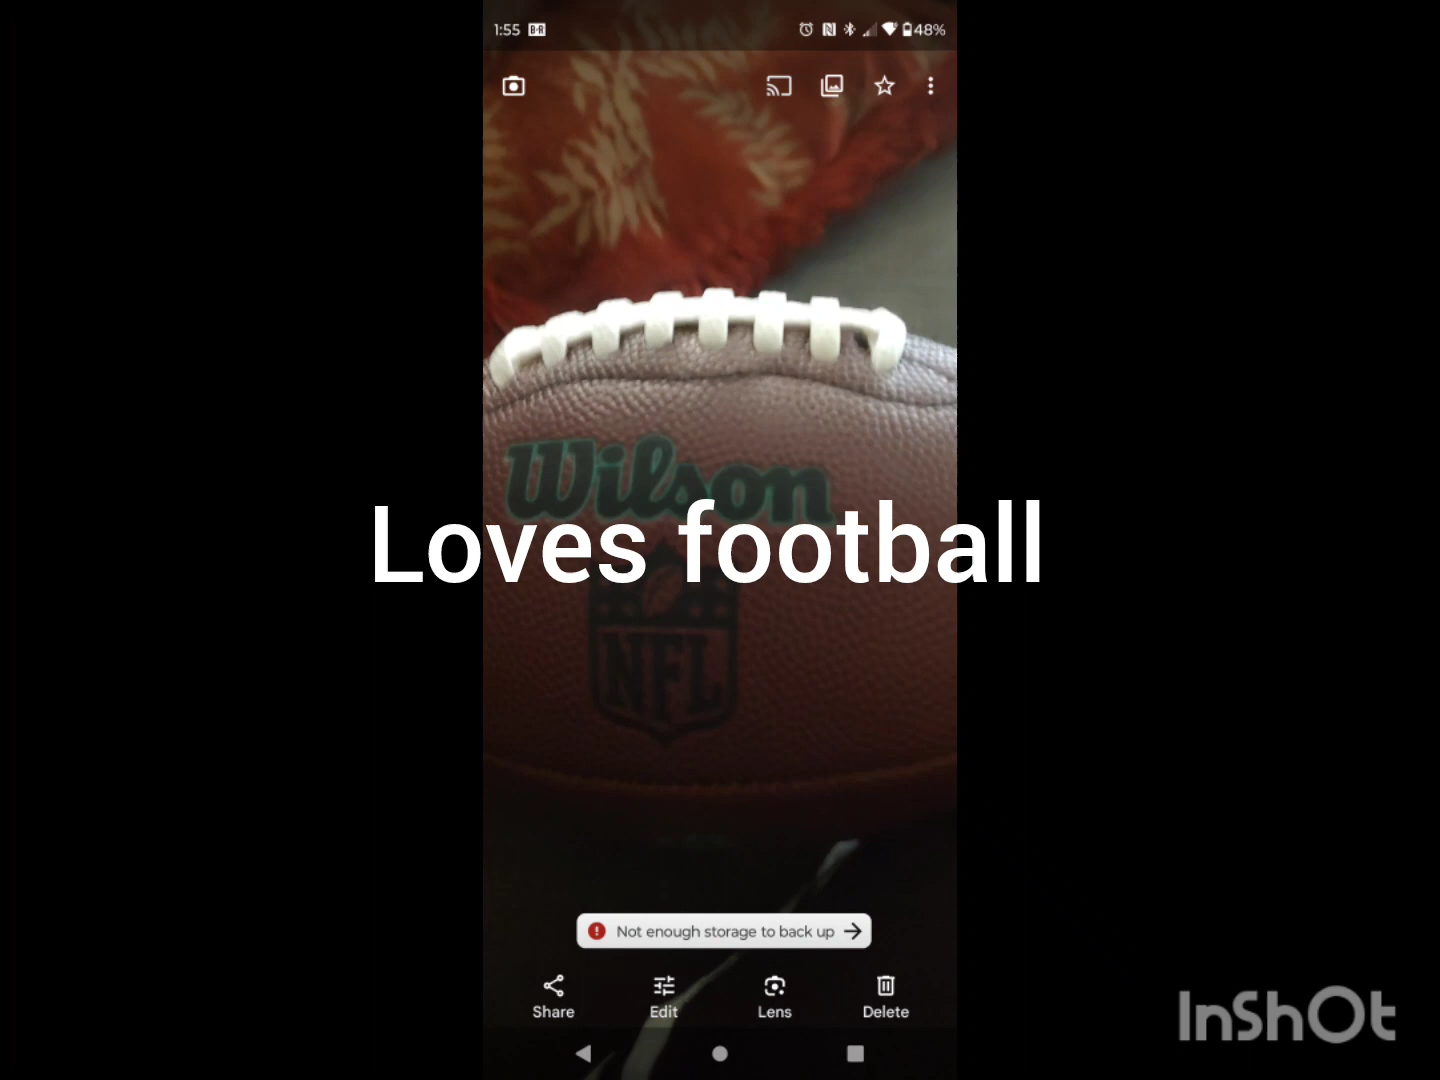 1:55 B·R 48%
Wilson
Loves football
NFL
Not enough storage to back up
Share Edit Lens Delete
InShOt